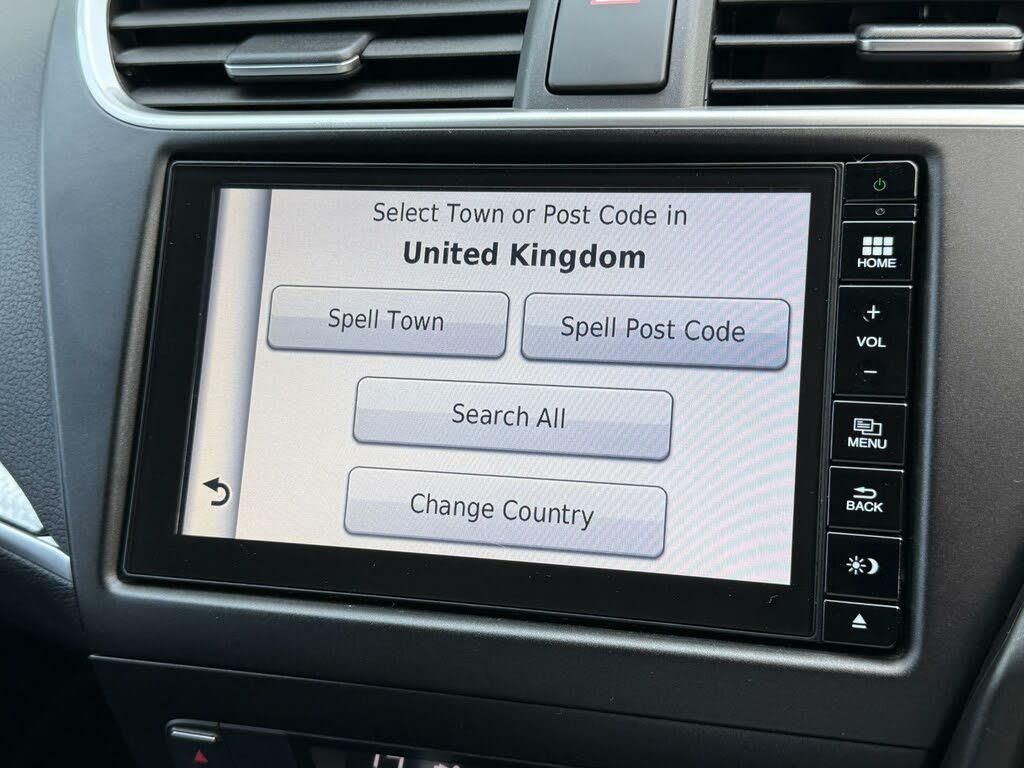 Select Town or Post Code in
United Kingdom
Spell Town
Spell Post Code
Search All
Change Country
HOME
+
VOL
-
MENU
BACK
17